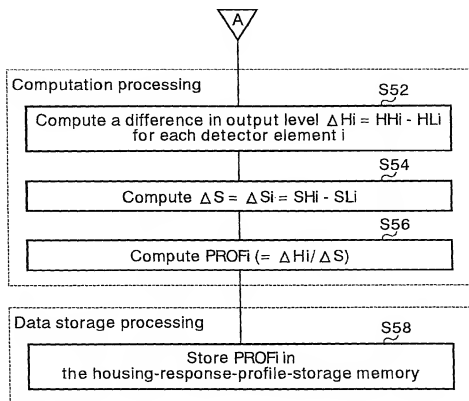 A
Computation processing
S52
Compute a difference in output level ΔHi = HHi - HLi
for each detector element i
S54
Compute ΔS = ΔSi = SHi - SLi
S56
Compute PROFi (= ΔHi/ΔS)
Data storage processing
S58
Store PROFi in
the housing-response-profile-storage memory